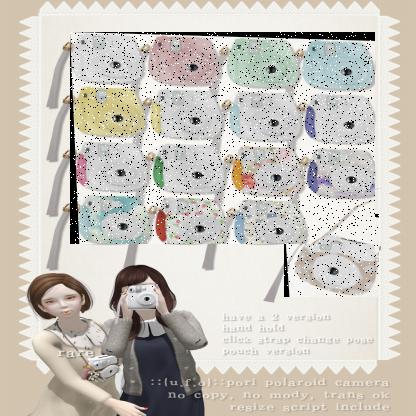 have a 2 version
hand hold
click strap change pose
pouch version
rare
::(u.f.o)::pori polaroid camera
no copy, no mody, trans ok
resize script include